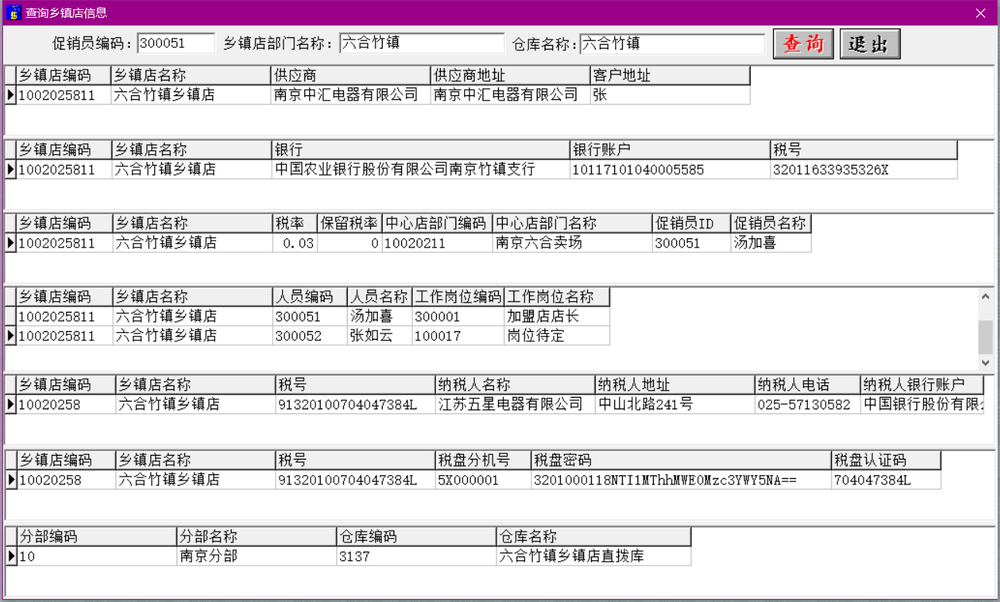 查询乡镇店信息
促销员编码： 300051 乡镇店部门名称： 六合竹镇 仓库名称： 六合竹镇 查询 退出
乡镇店编码 乡镇店名称 供应商 供应商地址 客户地址
1002025811 六合竹镇乡镇店 南京中汇电器有限公司 南京中汇电器有限公司 张
乡镇店编码 乡镇店名称 银行 银行账户 税号
1002025811 六合竹镇乡镇店 中国农业银行股份有限公司南京竹镇支行 10117101040005585 32011633935326X
乡镇店编码 乡镇店名称 税率 保留税率 中心店部门编码 中心店部门名称 促销员ID 促销员名称
1002025811 六合竹镇乡镇店 0.03 0 10020211 南京六合卖场 300051 汤加喜
乡镇店编码 乡镇店名称 人员编码 人员名称 工作岗位编码 工作岗位名称
1002025811 六合竹镇乡镇店 300051 汤加喜 300001 加盟店店长
1002025811 六合竹镇乡镇店 300052 张如云 100017 岗位待定
乡镇店编码 乡镇店名称 税号 纳税人名称 纳税人地址 纳税人电话 纳税人银行账户
10020258 六合竹镇乡镇店 91320100704047384L 江苏五星电器有限公司 中山北路241号 025-57130582 中国银行股份有限
乡镇店编码 乡镇店名称 税号 税盘分机号 税盘密码 税盘认证码
10020258 六合竹镇乡镇店 91320100704047384L 5X000001 3201000118NTI1MThhMWE0Mzc3YWY5NA== 704047384L
分部编码 分部名称 仓库编码 仓库名称
10 南京分部 3137 六合竹镇乡镇店直拨库